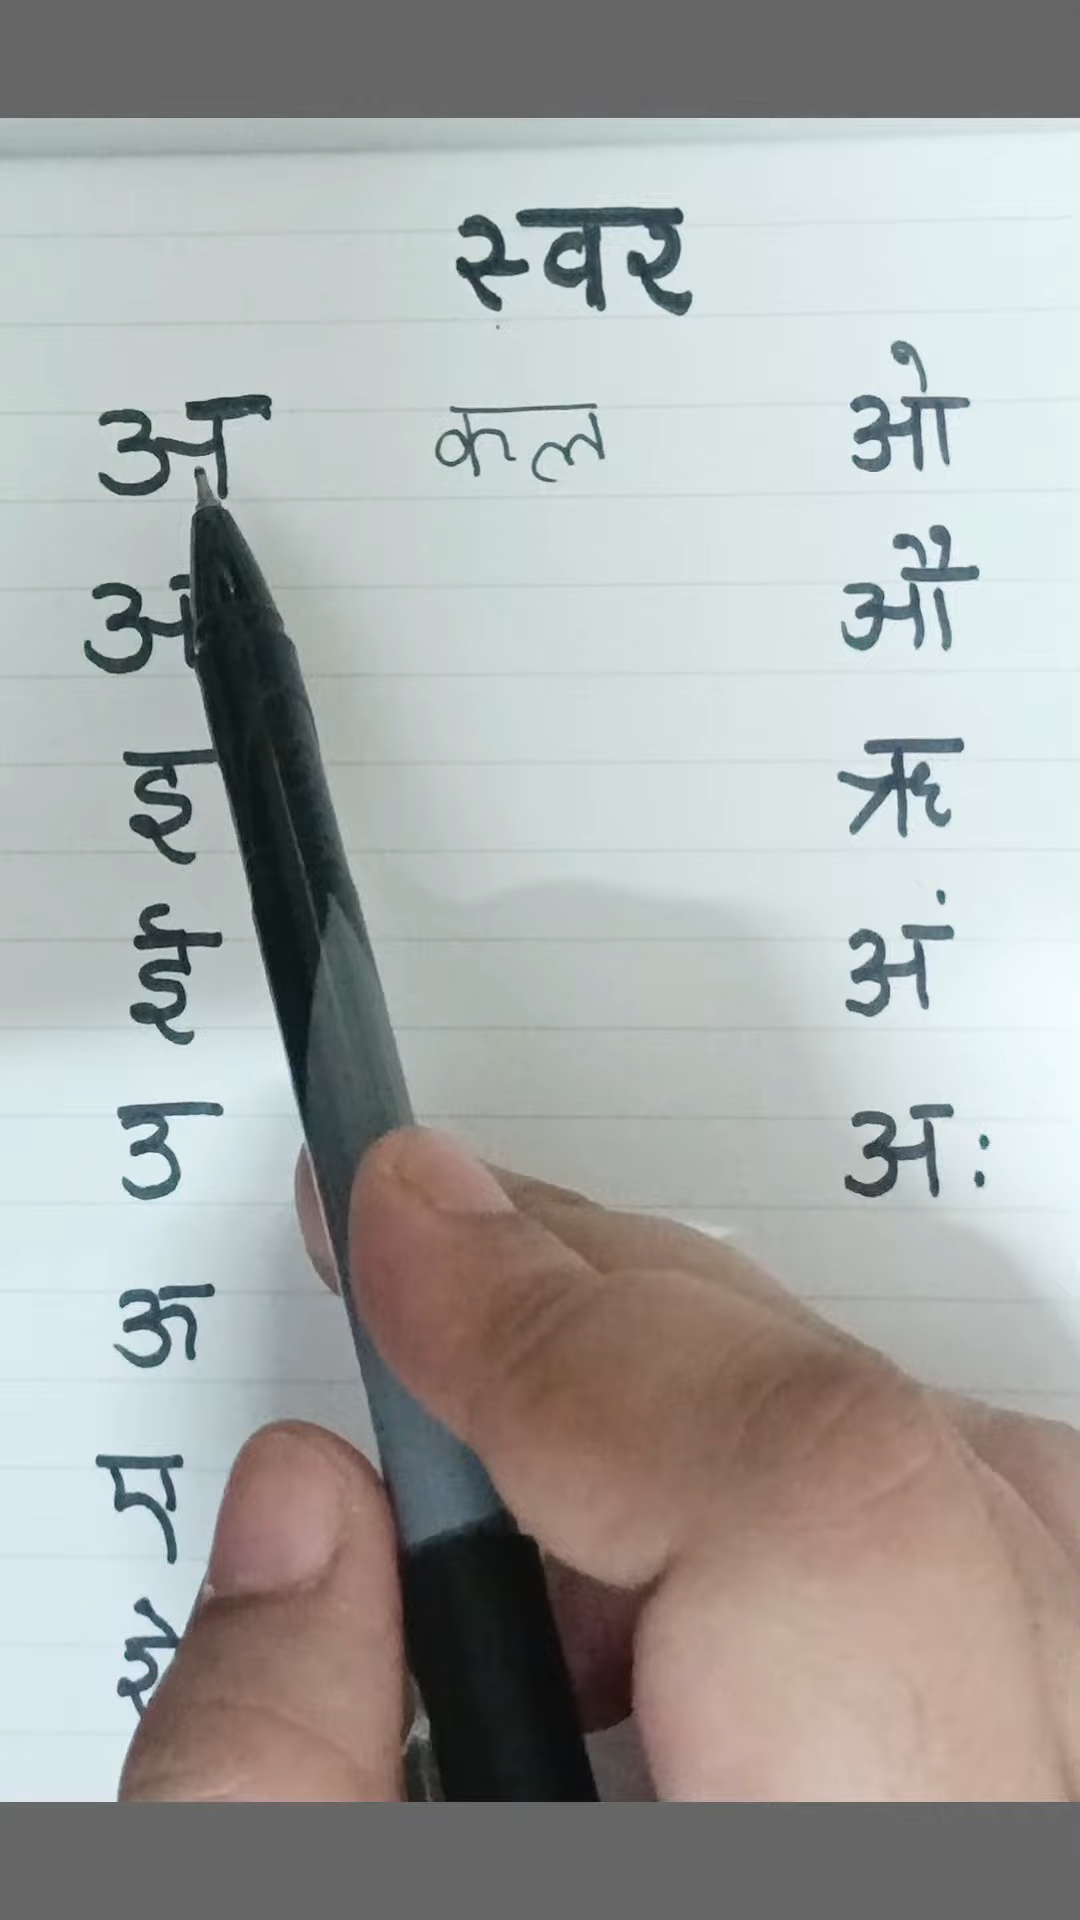 स्वर
अ कल ओ
औ
इ ऋ
ई अं
उ अः
ऊ
ए